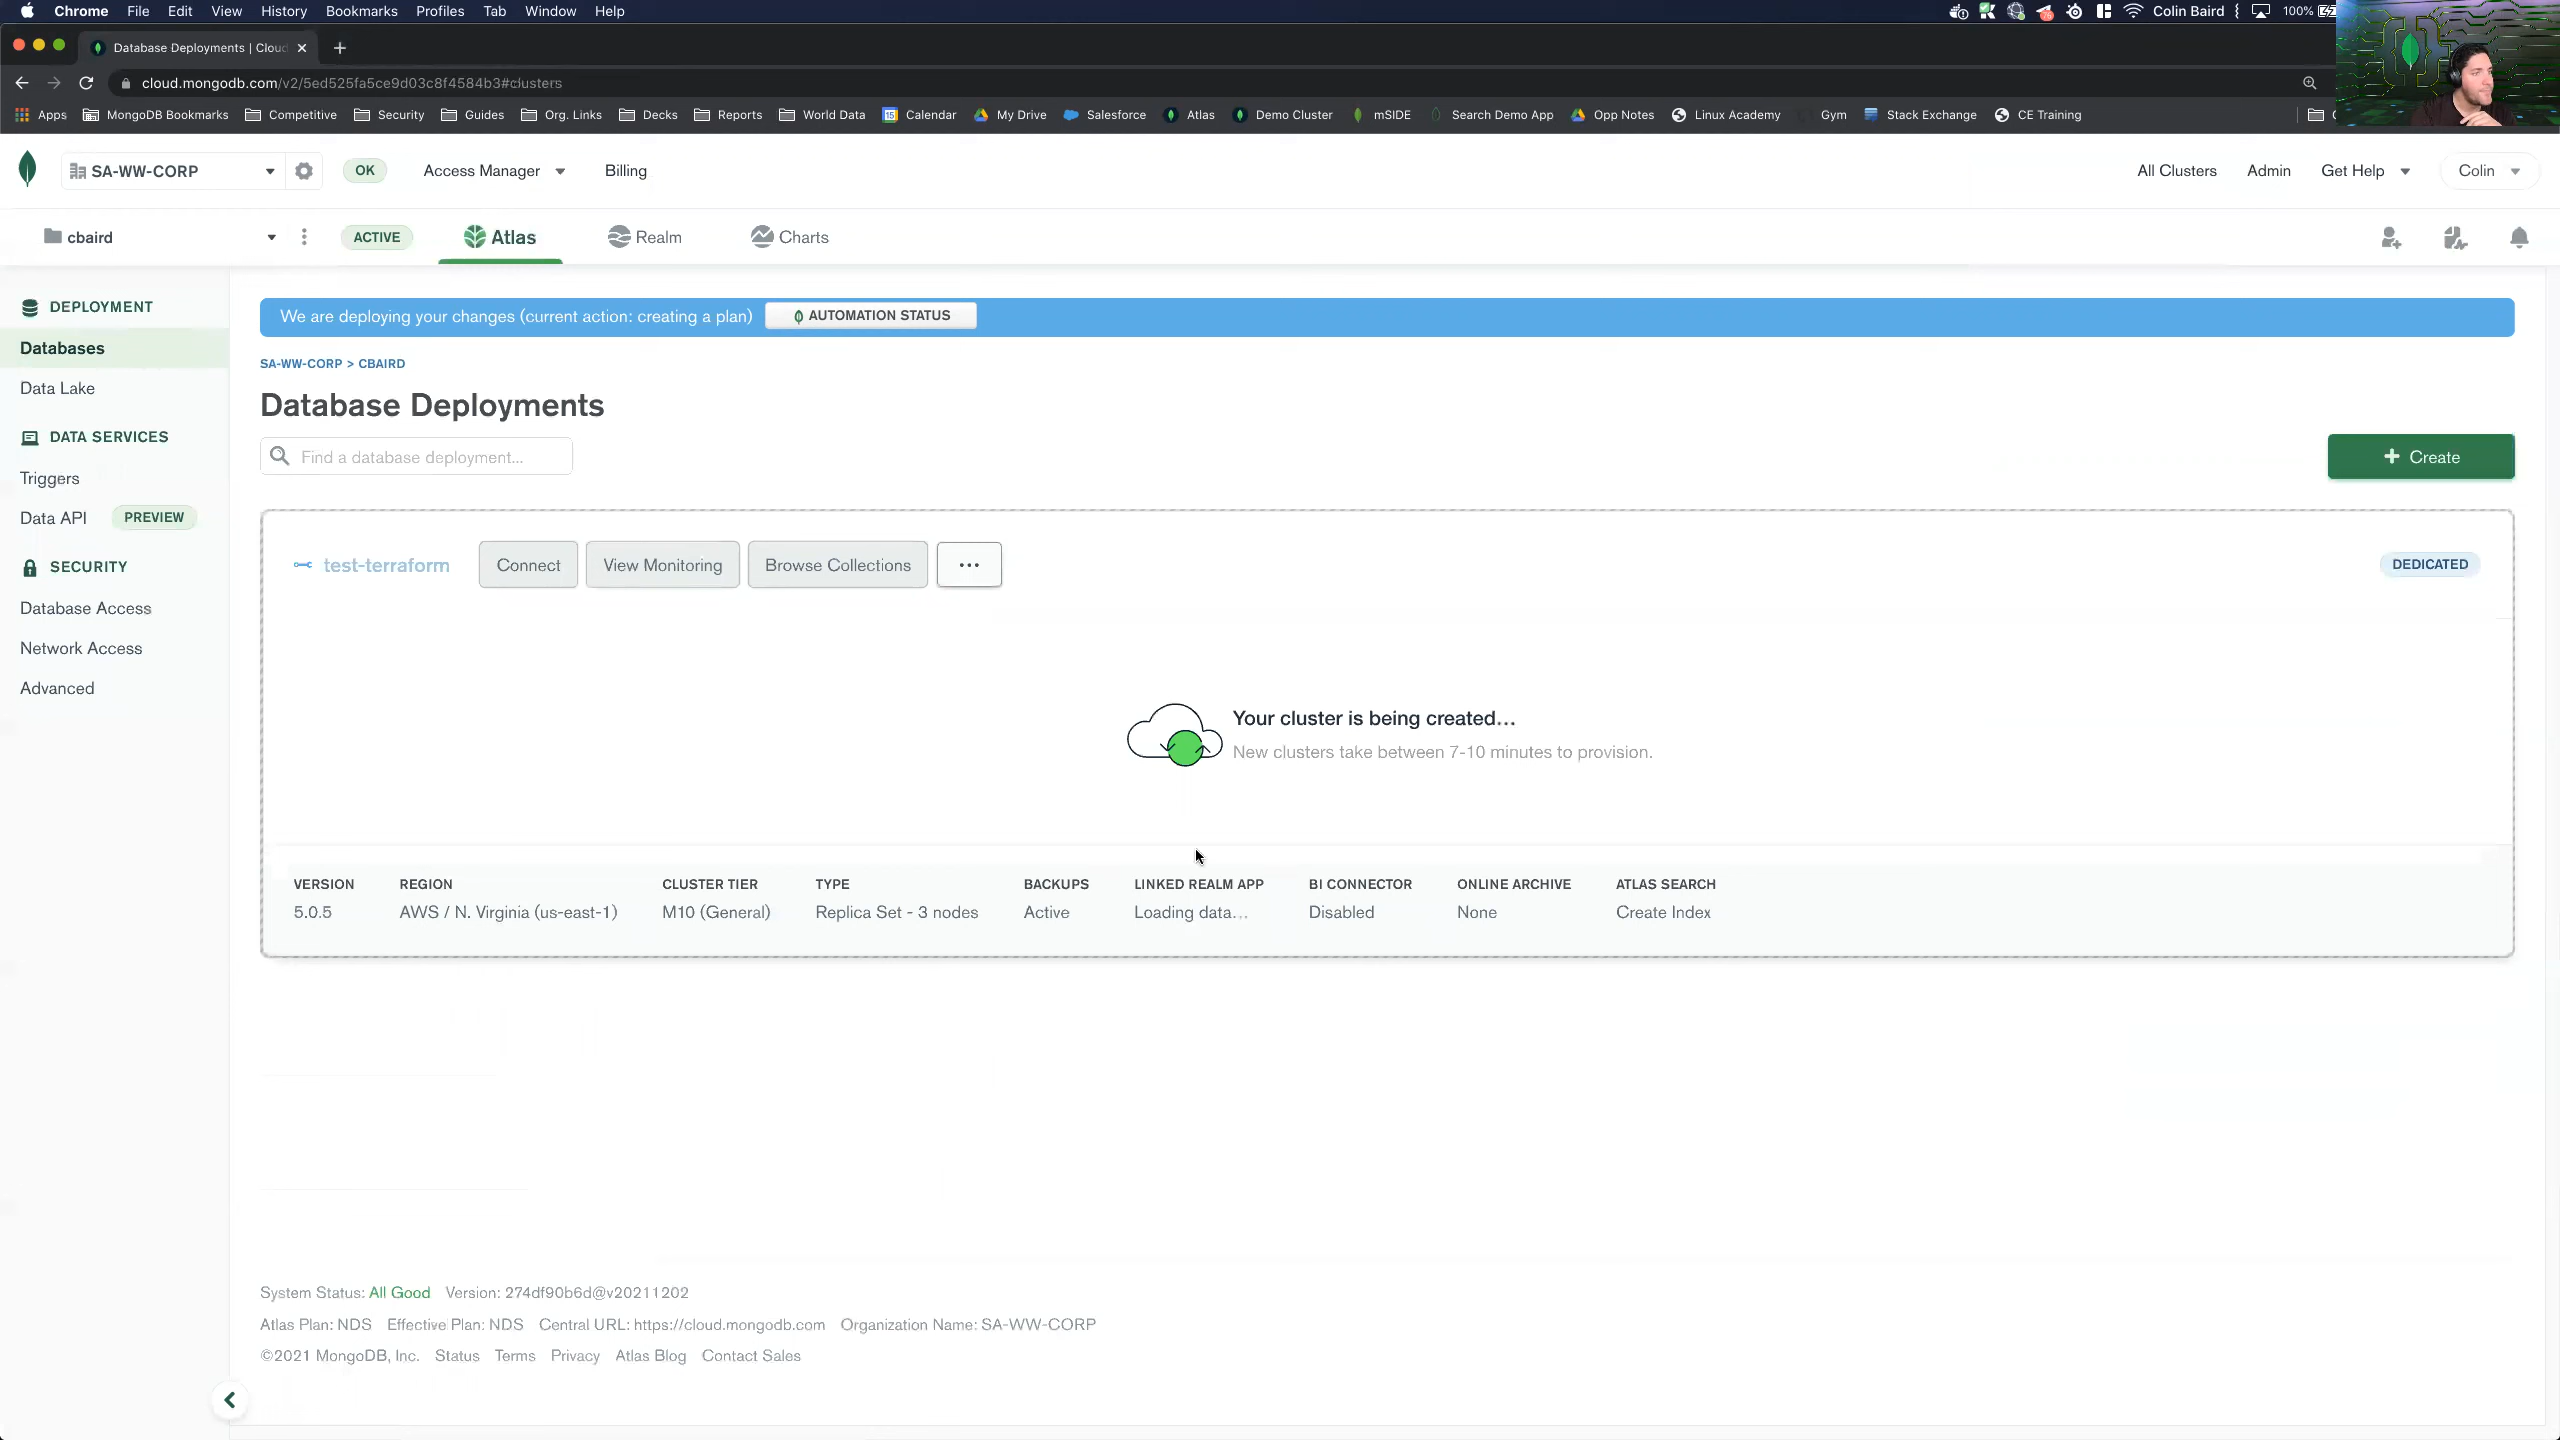 Chrome File Edit View History Bookmarks Profiles Tab Window Help Colin Baird 100%
Database Deployments | Cloud
cloud.mongodb.com/v2/5ed525fa5ce9d03c8f4584b3#clusters
Apps MongoDB Bookmarks Competitive Security Guides Org. Links Decks Reports World Data Calendar My Drive Salesforce Atlas Demo Cluster mSIDE Search Demo App Opp Notes Linux Academy Gym Stack Exchange CE Training
SA-WW-CORP OK Access Manager Billing All Clusters Admin Get Help Colin
cbaird ACTIVE Atlas Realm Charts
DEPLOYMENT
Databases
Data Lake
DATA SERVICES
Triggers
Data API PREVIEW
SECURITY
Database Access
Network Access
Advanced
We are deploying your changes (current action: creating a plan) AUTOMATION STATUS
SA-WW-CORP > CBAIRD
Database Deployments
Find a database deployment...
+ Create
test-terraform Connect View Monitoring Browse Collections ... DEDICATED
Your cluster is being created...
New clusters take between 7-10 minutes to provision.
VERSION REGION CLUSTER TIER TYPE BACKUPS LINKED REALM APP BI CONNECTOR ONLINE ARCHIVE ATLAS SEARCH
5.0.5 AWS / N. Virginia (us-east-1) M10 (General) Replica Set - 3 nodes Active Loading data... Disabled None Create Index
System Status: All Good Version: 274df90b6d@v20211202
Atlas Plan: NDS Effective Plan: NDS Central URL: https://cloud.mongodb.com Organization Name: SA-WW-CORP
©2021 MongoDB, Inc. Status Terms Privacy Atlas Blog Contact Sales